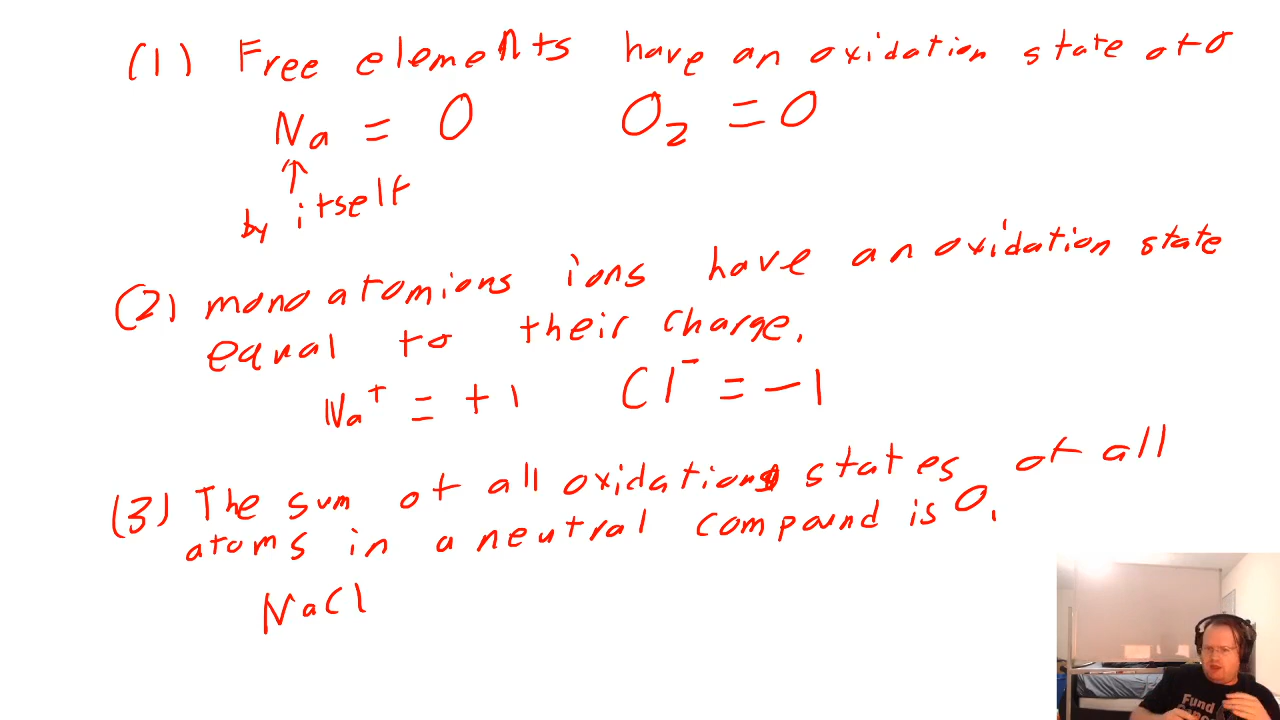 (1) Free elements have an oxidation state of 0
Na = 0 O₂ = 0
↑
by itself
(2) monoatomions ions have an oxidation state
equal to their charge.
Na⁺ = +1 Cl⁻ = -1
(3) The sum of all oxidations states of all
atoms in a neutral compound is 0.
NaCl
Fund